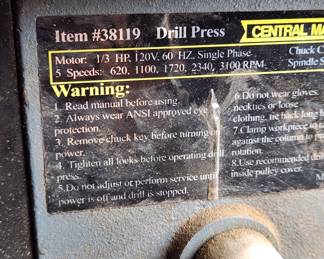 Item #38119 Drill Press
CENTRAL MA
Motor: 1/3 HP, 120V, 60 HZ, Single Phase
5 Speeds: 620, 1100, 1720, 2340, 3100 RPM.
Chuck C
Spindle S
Warning:
1. Read manual before using.
2. Always wear ANSI approved eye
protection.
3. Remove chuck key before turning on
power.
4. Tighten all locks before operating drill
press.
5. Do not adjust or perform service until
power is off and drill is stopped.
6. Do not wear gloves,
neckties or loose
clothing, tie back long
7. Clamp workpiece to
against the column to
rotation.
8. Use recommended
inside pulley cover.
M